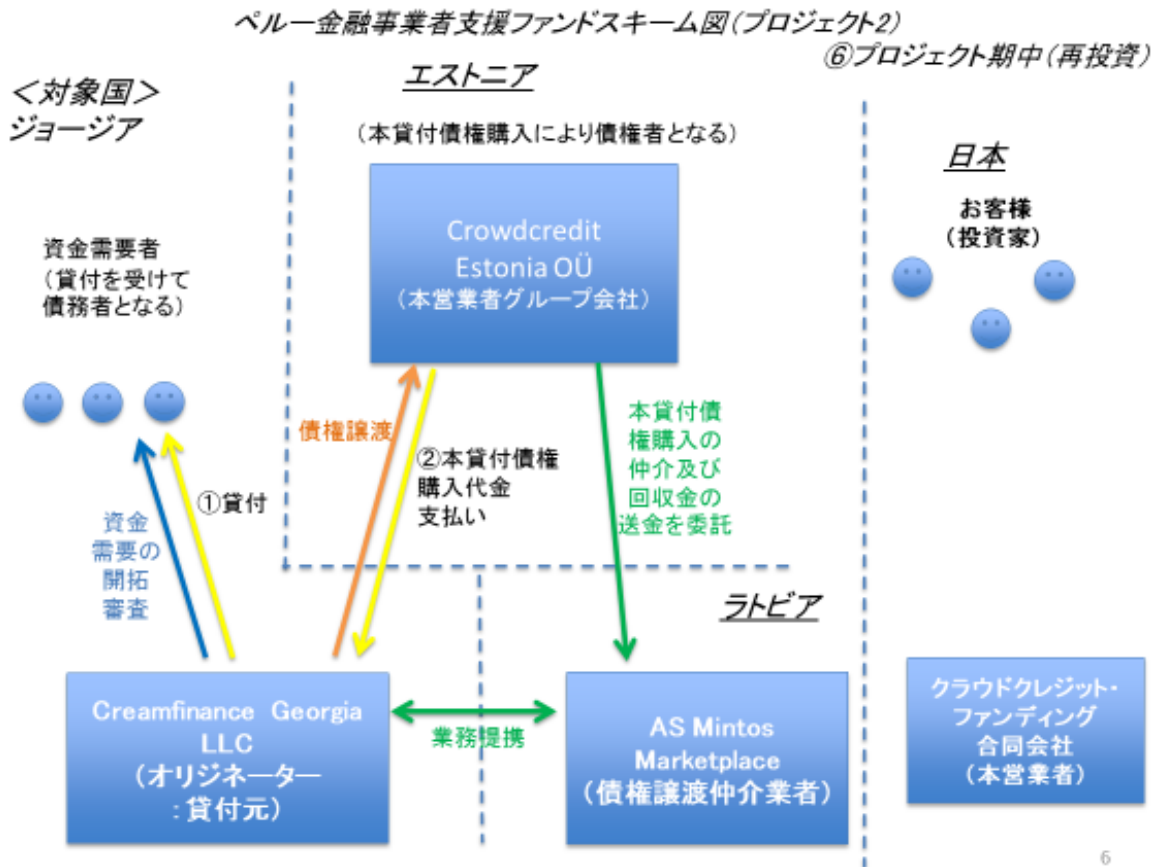 ペルー金融事業者支援ファンドスキーム図(プロジェクト2)
⑥プロジェクト期中(再投資)
<対象国>
ジョージア
エストニア
(本貸付債権購入により債権者となる)
日本
お客様
(投資家)
資金需要者
(貸付を受けて
債務者となる)
Crowdcredit
Estonia OÜ
(本営業者グループ会社)
債権譲渡
②本貸付債権
購入代金
支払い
本貸付債
権購入の
仲介及び
回収金の
送金を委託
①貸付
資金
需要の
開拓
審査
ラトビア
Creamfinance Georgia
LLC
(オリジネーター
:貸付元)
業務提携
AS Mintos
Marketplace
(債権譲渡仲介業者)
クラウドクレジット・
ファンディング
合同会社
(本営業者)
6